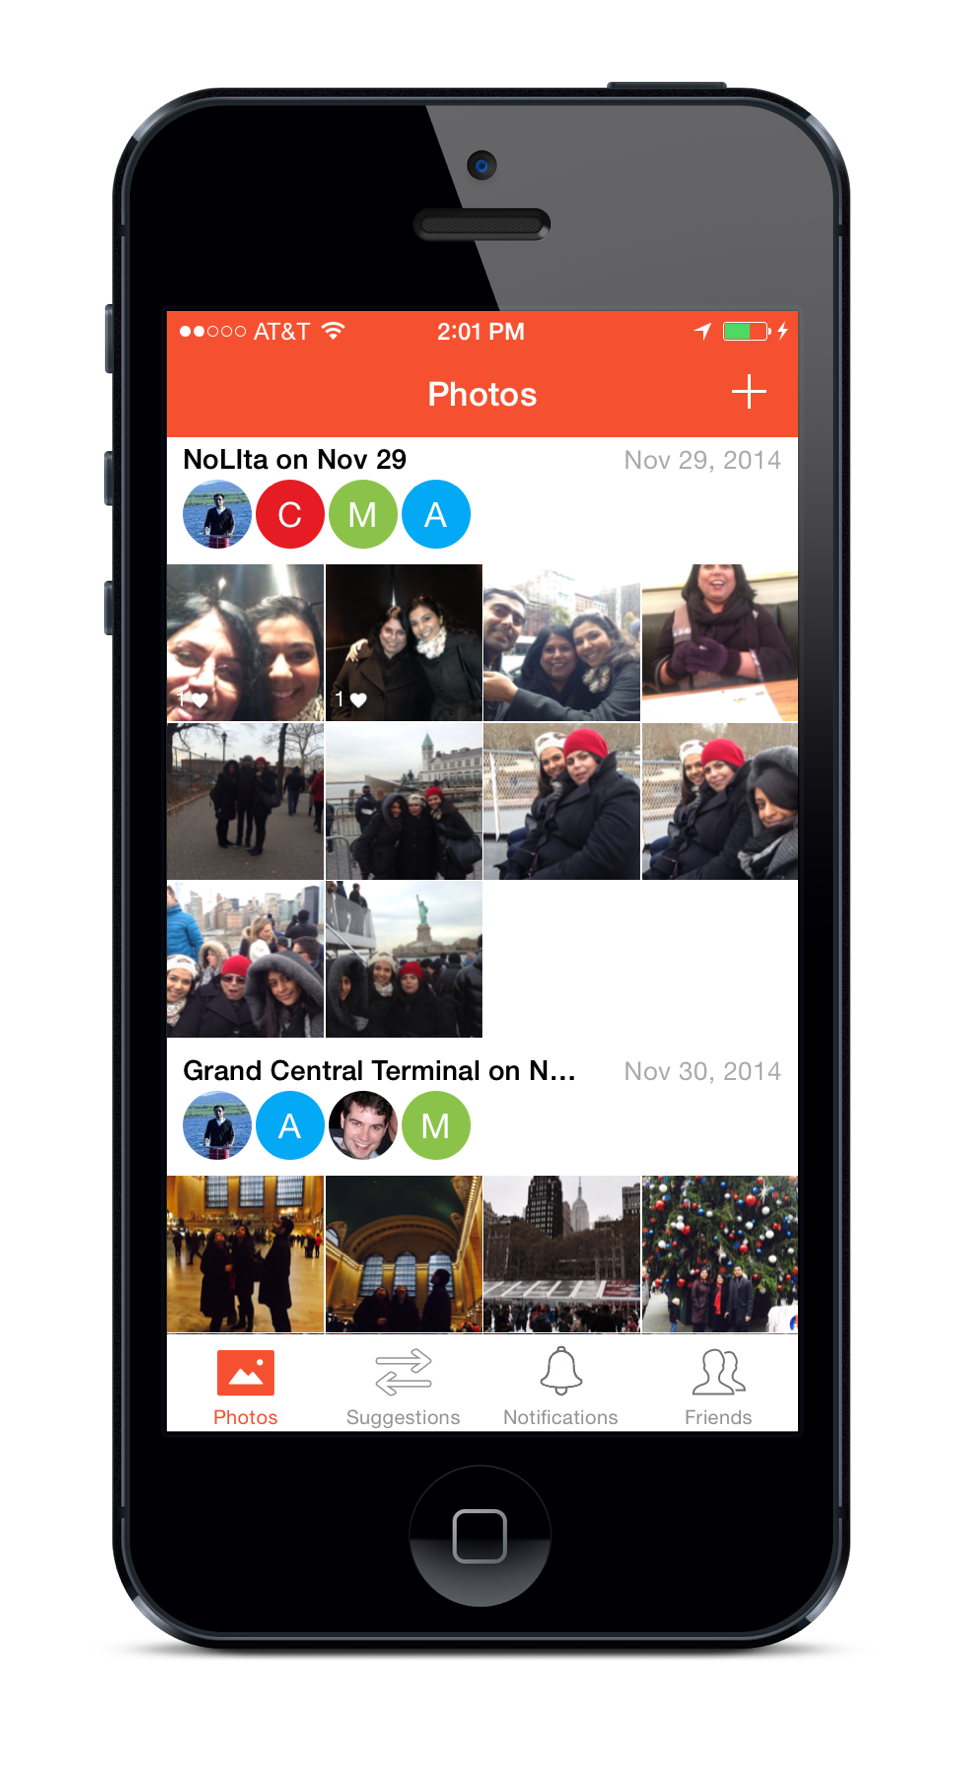 AT&T 2:01 PM
Photos
NoLIta on Nov 29 Nov 29, 2014
C M A
1 1
Grand Central Terminal on N... Nov 30, 2014
A M
Photos Suggestions Notifications Friends